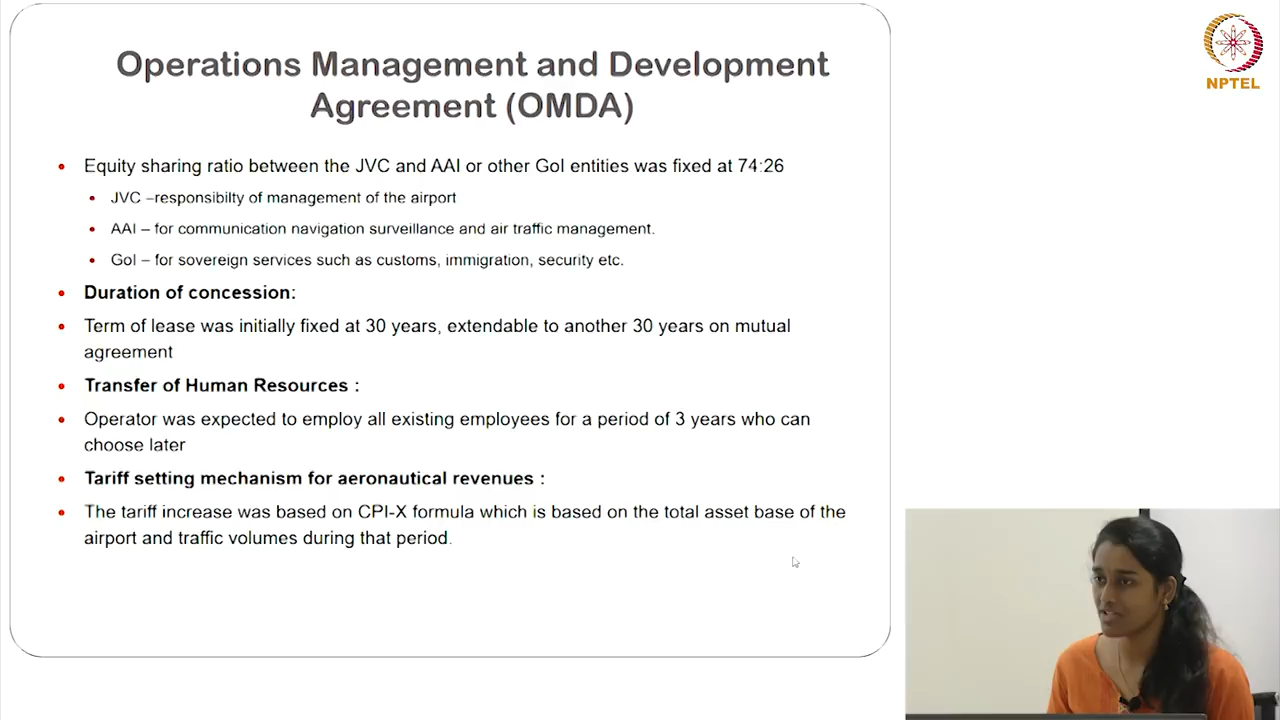 Operations Management and Development
Agreement (OMDA)
NPTEL
• Equity sharing ratio between the JVC and AAI or other GoI entities was fixed at 74:26
• JVC –responsibilty of management of the airport
• AAI – for communication navigation surveillance and air traffic management.
• GoI – for sovereign services such as customs, immigration, security etc.
• Duration of concession:
• Term of lease was initially fixed at 30 years, extendable to another 30 years on mutual
agreement
• Transfer of Human Resources :
• Operator was expected to employ all existing employees for a period of 3 years who can
choose later
• Tariff setting mechanism for aeronautical revenues :
• The tariff increase was based on CPI-X formula which is based on the total asset base of the
airport and traffic volumes during that period.